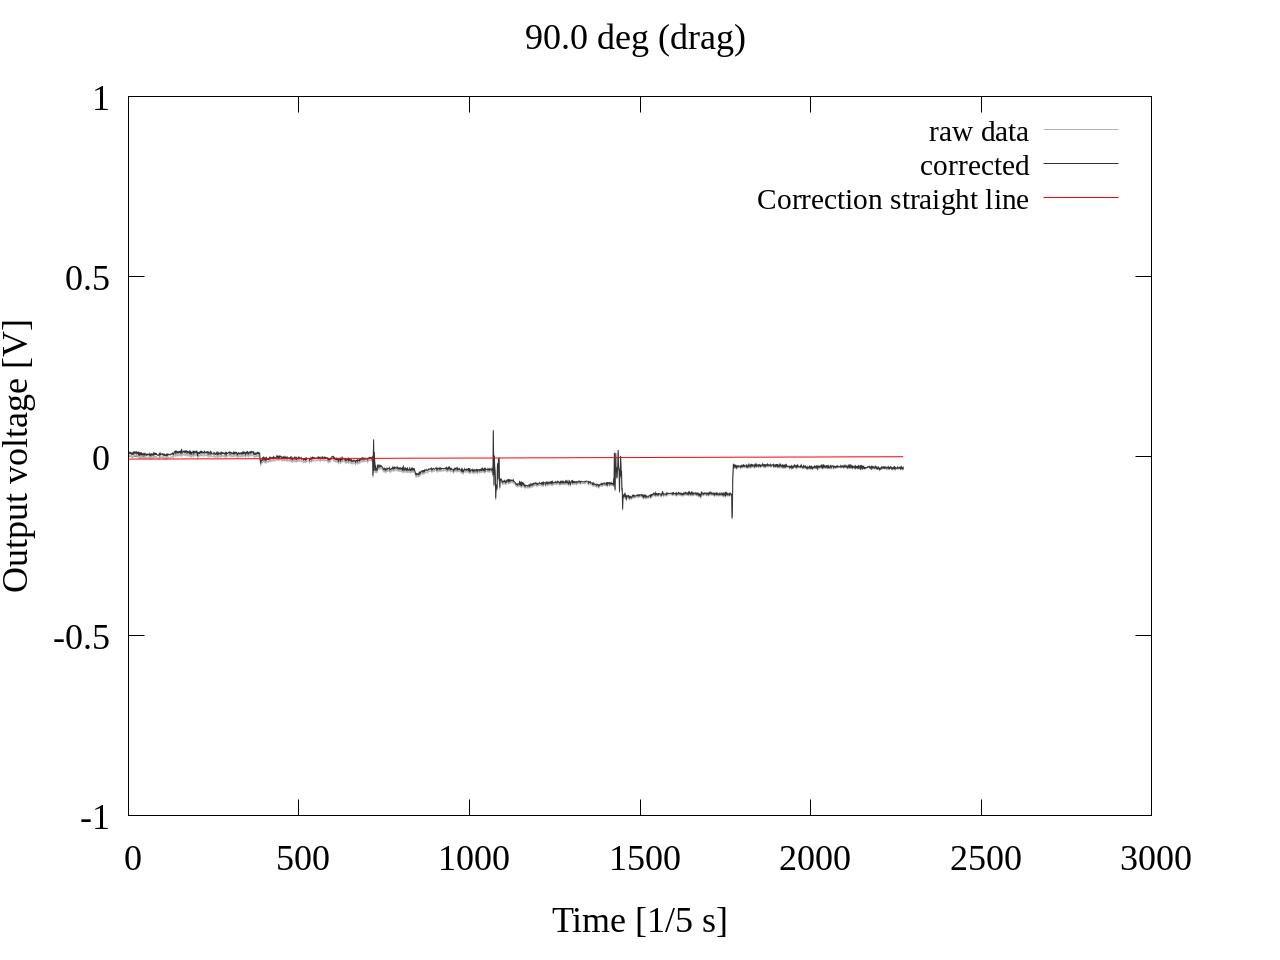 90.0 deg (drag)
raw data
corrected
Correction straight line
1
0.5
0
-0.5
-1
Output voltage [V]
0 500 1000 1500 2000 2500 3000
Time [1/5 s]